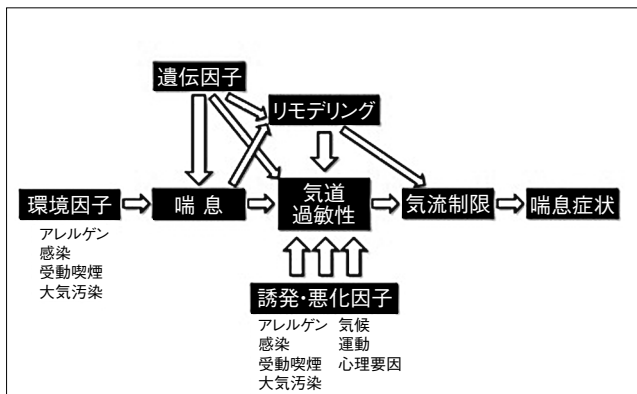 遺伝因子
リモデリング
環境因子
喘 息
気道
過敏性
気流制限
喘息症状
アレルゲン
感染
受動喫煙
大気汚染
誘発・悪化因子
アレルゲン 気候
感染 運動
受動喫煙 心理要因
大気汚染